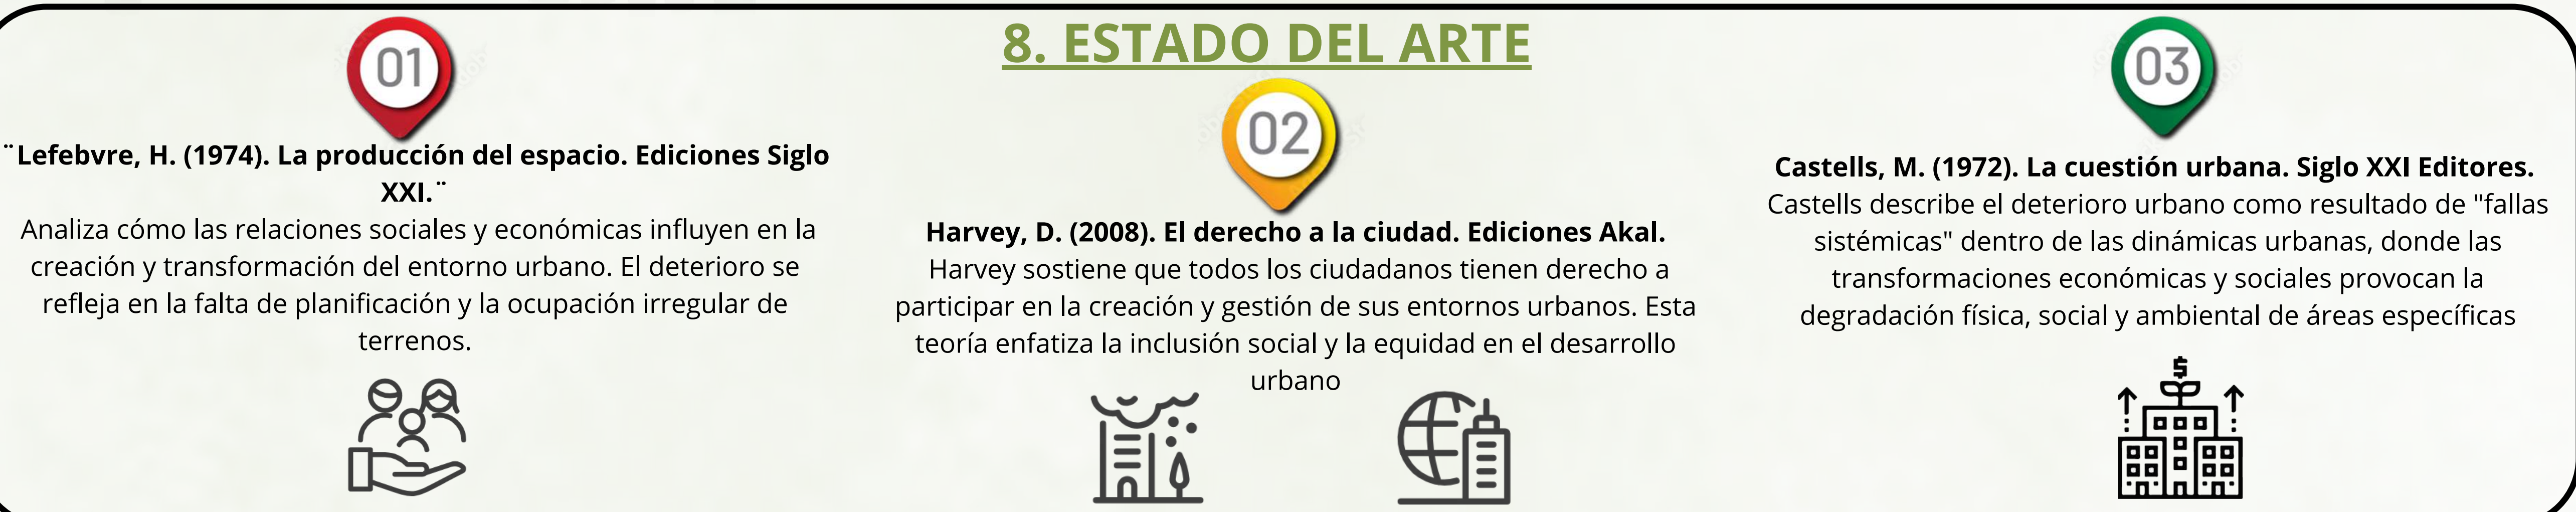 8. ESTADO DEL ARTE
01
¨Lefebvre, H. (1974). La producción del espacio. Ediciones Siglo
XXI.¨
Analiza cómo las relaciones sociales y económicas influyen en la
creación y transformación del entorno urbano. El deterioro se
refleja en la falta de planificación y la ocupación irregular de
terrenos.
02
Harvey, D. (2008). El derecho a la ciudad. Ediciones Akal.
Harvey sostiene que todos los ciudadanos tienen derecho a
participar en la creación y gestión de sus entornos urbanos. Esta
teoría enfatiza la inclusión social y la equidad en el desarrollo
urbano
03
Castells, M. (1972). La cuestión urbana. Siglo XXI Editores.
Castells describe el deterioro urbano como resultado de "fallas
sistémicas" dentro de las dinámicas urbanas, donde las
transformaciones económicas y sociales provocan la
degradación física, social y ambiental de áreas específicas
$